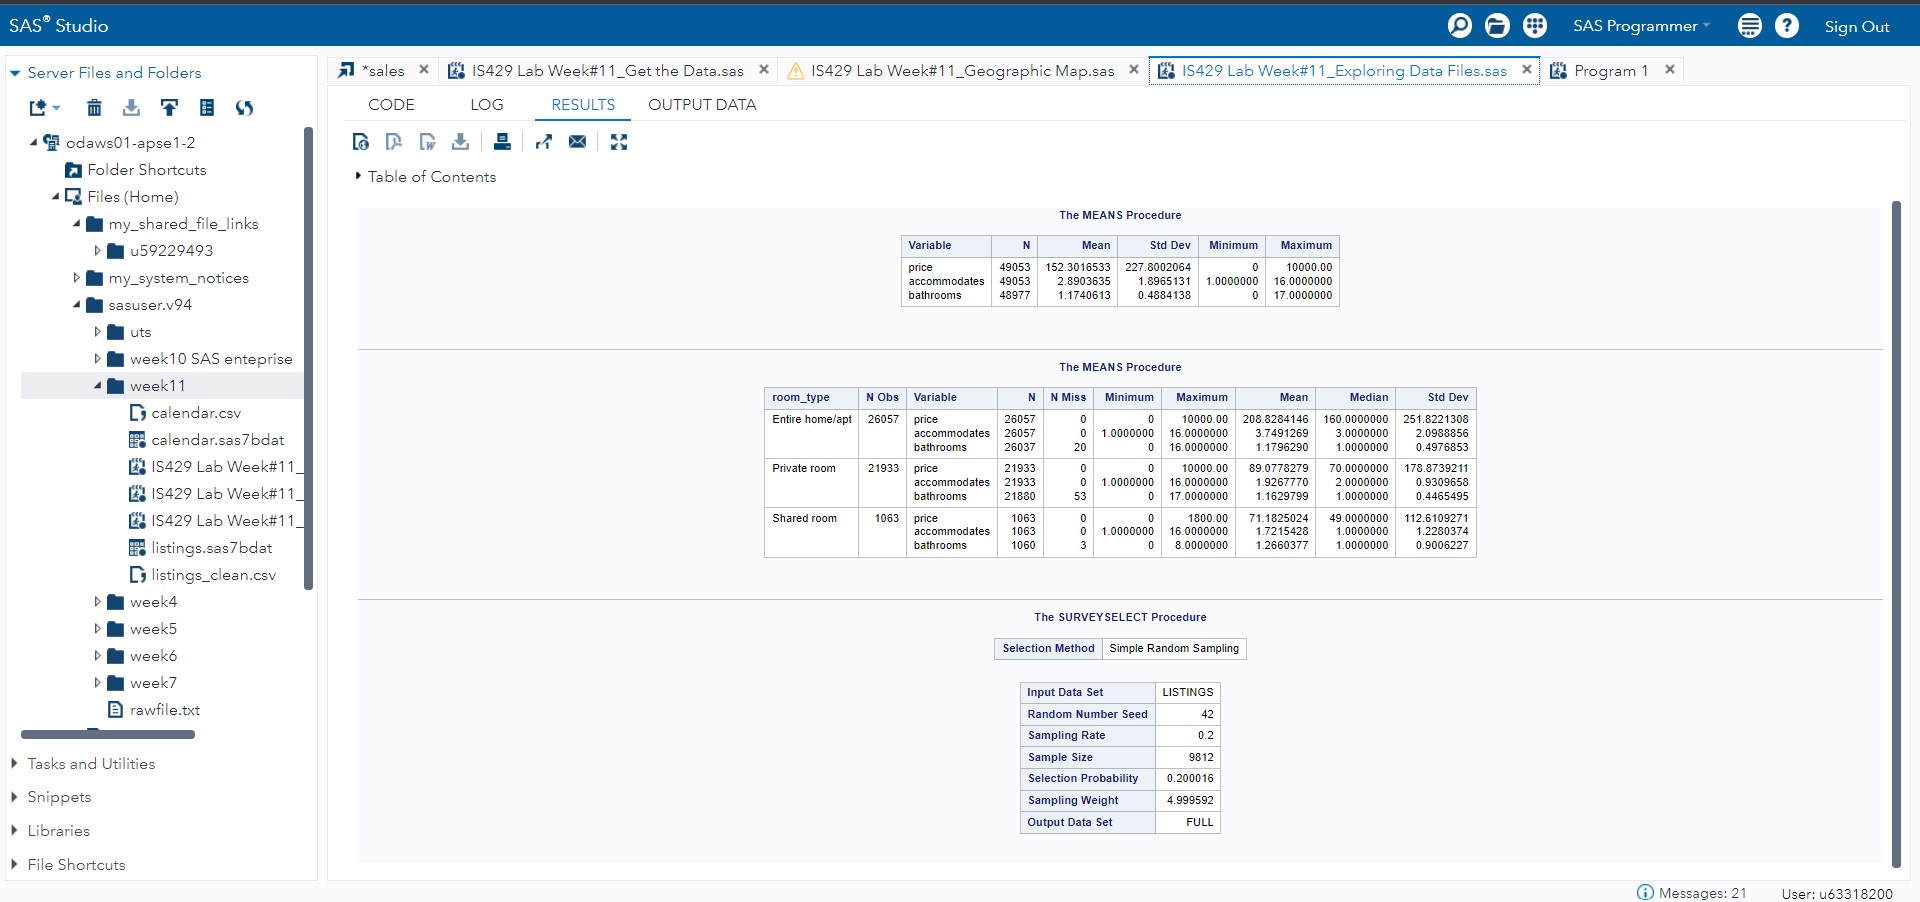 SAS® Studio
SAS Programmer
Sign Out
Server Files and Folders
*sales
IS429 Lab Week#11_Get the Data.sas
IS429 Lab Week#11_Geographic Map.sas
IS429 Lab Week#11_Exploring Data Files.sas
Program 1
CODE LOG RESULTS OUTPUT DATA
odaws01-apse1-2
Folder Shortcuts
Files (Home)
my_shared_file_links
u59229493
my_system_notices
sasuser.v94
uts
week10 SAS enteprise
week11
calendar.csv
calendar.sas7bdat
IS429 Lab Week#11_
IS429 Lab Week#11_
IS429 Lab Week#11_
listings.sas7bdat
listings_clean.csv
week4
week5
week6
week7
rawfile.txt
Tasks and Utilities
Snippets
Libraries
File Shortcuts
Table of Contents
The MEANS Procedure
Variable N Mean Std Dev Minimum Maximum
price 49053 152.3016533 227.8002064 0 10000.00
accommodates 49053 2.8903635 1.8965131 1.0000000 16.0000000
bathrooms 48977 1.1740613 0.4884138 0 17.0000000
The MEANS Procedure
room_type N Obs Variable N N Miss Minimum Maximum Mean Median Std Dev
Entire home/apt 26057 price 26057 0 0 10000.00 208.8284146 160.0000000 251.8221308
accommodates 26057 0 1.0000000 16.0000000 3.7491269 3.0000000 2.0988856
bathrooms 26037 20 0 16.0000000 1.1796290 1.0000000 0.4976853
Private room 21933 price 21933 0 0 10000.00 89.0778279 70.0000000 178.8739211
accommodates 21933 0 1.0000000 16.0000000 1.9267770 2.0000000 0.9309658
bathrooms 21880 53 0 17.0000000 1.1629799 1.0000000 0.4465495
Shared room 1063 price 1063 0 0 1800.00 71.1825024 49.0000000 112.6109271
accommodates 1063 0 1.0000000 16.0000000 1.7215428 1.0000000 1.2280374
bathrooms 1060 3 0 8.0000000 1.2660377 1.0000000 0.9006227
The SURVEYSELECT Procedure
Selection Method Simple Random Sampling
Input Data Set LISTINGS
Random Number Seed 42
Sampling Rate 0.2
Sample Size 9812
Selection Probability 0.200016
Sampling Weight 4.999592
Output Data Set FULL
Messages: 21
User: u63318200